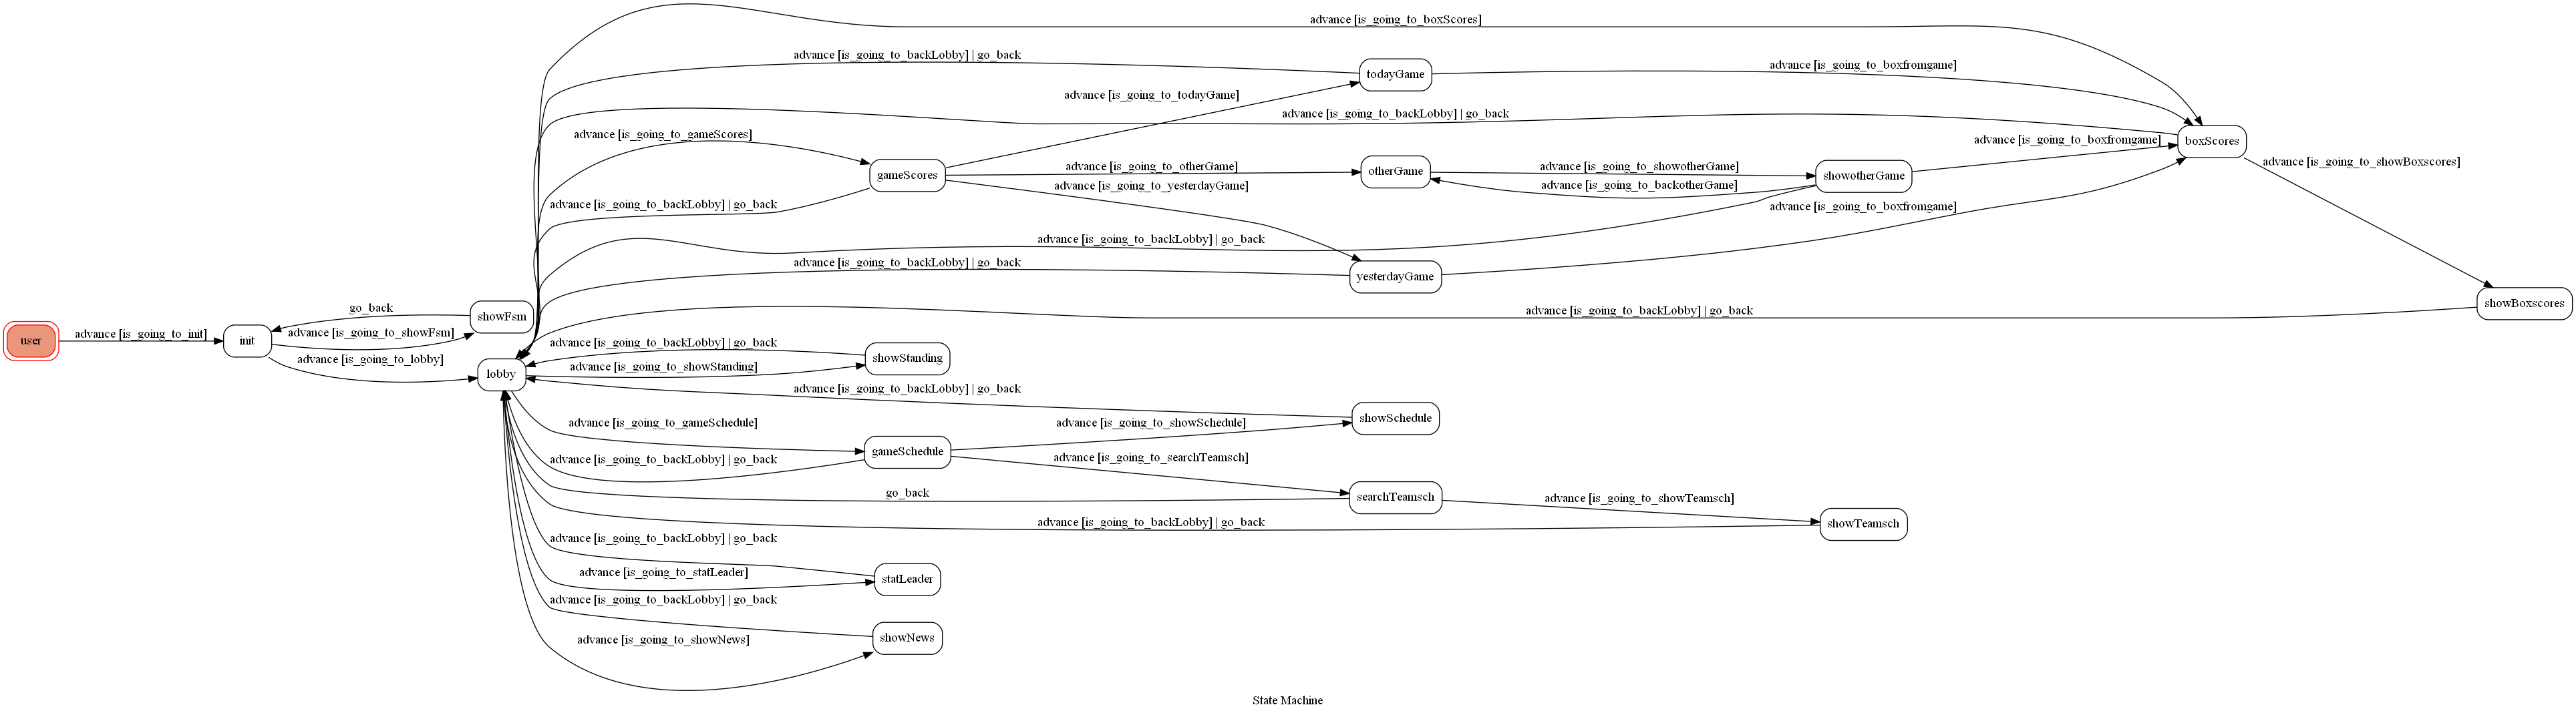 advance [is_going_to_boxScores]
advance [is_going_to_backLobby] | go_back
todayGame
advance [is_going_to_boxfromgame]
advance [is_going_to_todayGame]
advance [is_going_to_backLobby] | go_back
advance [is_going_to_gameScores]
advance [is_going_to_boxfromgame]
boxScores
advance [is_going_to_showBoxscores]
gameScores
advance [is_going_to_otherGame]
otherGame
advance [is_going_to_showotherGame]
showotherGame
advance [is_going_to_yesterdayGame]
advance [is_going_to_backotherGame]
advance [is_going_to_backLobby] | go_back
advance [is_going_to_boxfromgame]
advance [is_going_to_backLobby] | go_back
advance [is_going_to_backLobby] | go_back
yesterdayGame
showBoxscores
go_back
showFsm
advance [is_going_to_backLobby] | go_back
user
advance [is_going_to_init]
init
advance [is_going_to_showFsm]
advance [is_going_to_lobby]
lobby
advance [is_going_to_backLobby] | go_back
showStanding
advance [is_going_to_showStanding]
advance [is_going_to_backLobby] | go_back
showSchedule
advance [is_going_to_gameSchedule]
advance [is_going_to_showSchedule]
gameSchedule
advance [is_going_to_backLobby] | go_back
advance [is_going_to_searchTeamsch]
go_back
searchTeamsch
advance [is_going_to_showTeamsch]
advance [is_going_to_backLobby] | go_back
showTeamsch
advance [is_going_to_backLobby] | go_back
advance [is_going_to_statLeader]
statLeader
advance [is_going_to_backLobby] | go_back
advance [is_going_to_showNews]
showNews
State Machine